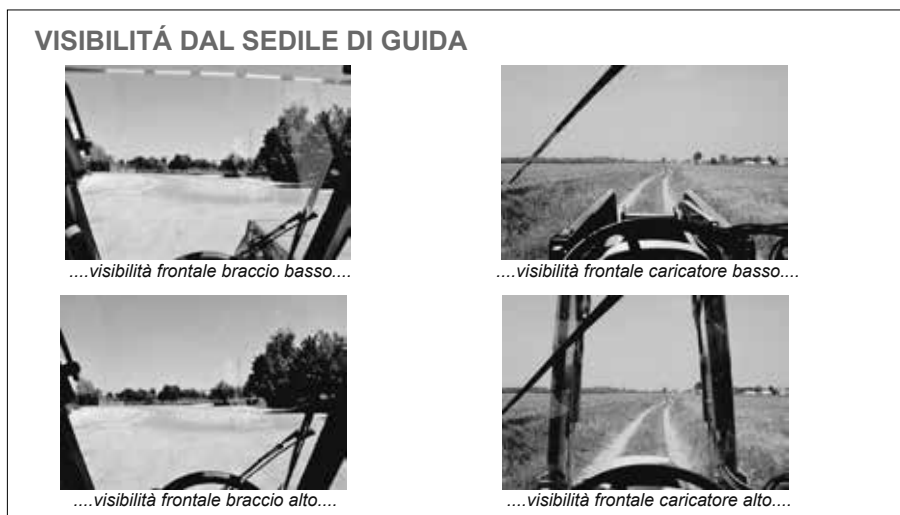 VISIBILITÁ DAL SEDILE DI GUIDA
....visibilità frontale braccio basso....
....visibilità frontale caricatore basso....
....visibilità frontale braccio alto....
....visibilità frontale caricatore alto....